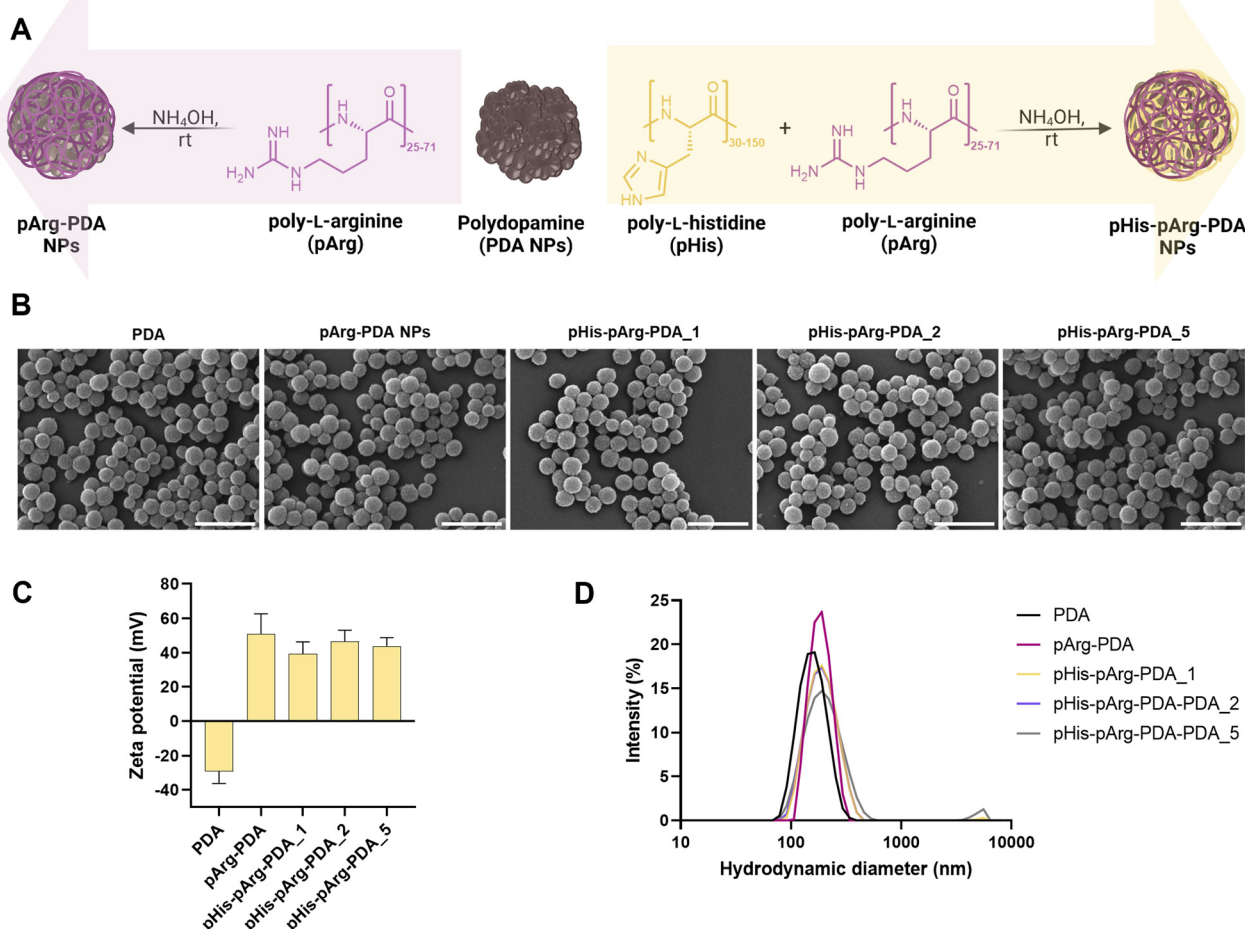 A
NH₄OH,
rt
H
N
O
25-71
NH
H₂N
N
H
H
N
O
30-150
N
HN
+
H
N
O
25-71
NH
H₂N
N
H
NH₄OH,
rt
pArg-PDA
NPs
poly-L-arginine
(pArg)
Polydopamine
(PDA NPs)
poly-L-histidine
(pHis)
poly-L-arginine
(pArg)
pHis-pArg-PDA
NPs
B
PDA
pArg-PDA NPs
pHis-pArg-PDA_1
pHis-pArg-PDA_2
pHis-pArg-PDA_5
C
Zeta potential (mV)
80
60
40
20
0
-20
-40
PDA
pArg-PDA
pHis-pArg-PDA_1
pHis-pArg-PDA_2
pHis-pArg-PDA_5
D
Intensity (%)
25
20
15
10
5
0
10
100
1000
10000
Hydrodynamic diameter (nm)
PDA
pArg-PDA
pHis-pArg-PDA_1
pHis-pArg-PDA-PDA_2
pHis-pArg-PDA-PDA_5